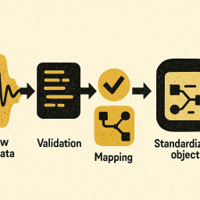 w
ata
Validation
Mapping
Standardiz
object